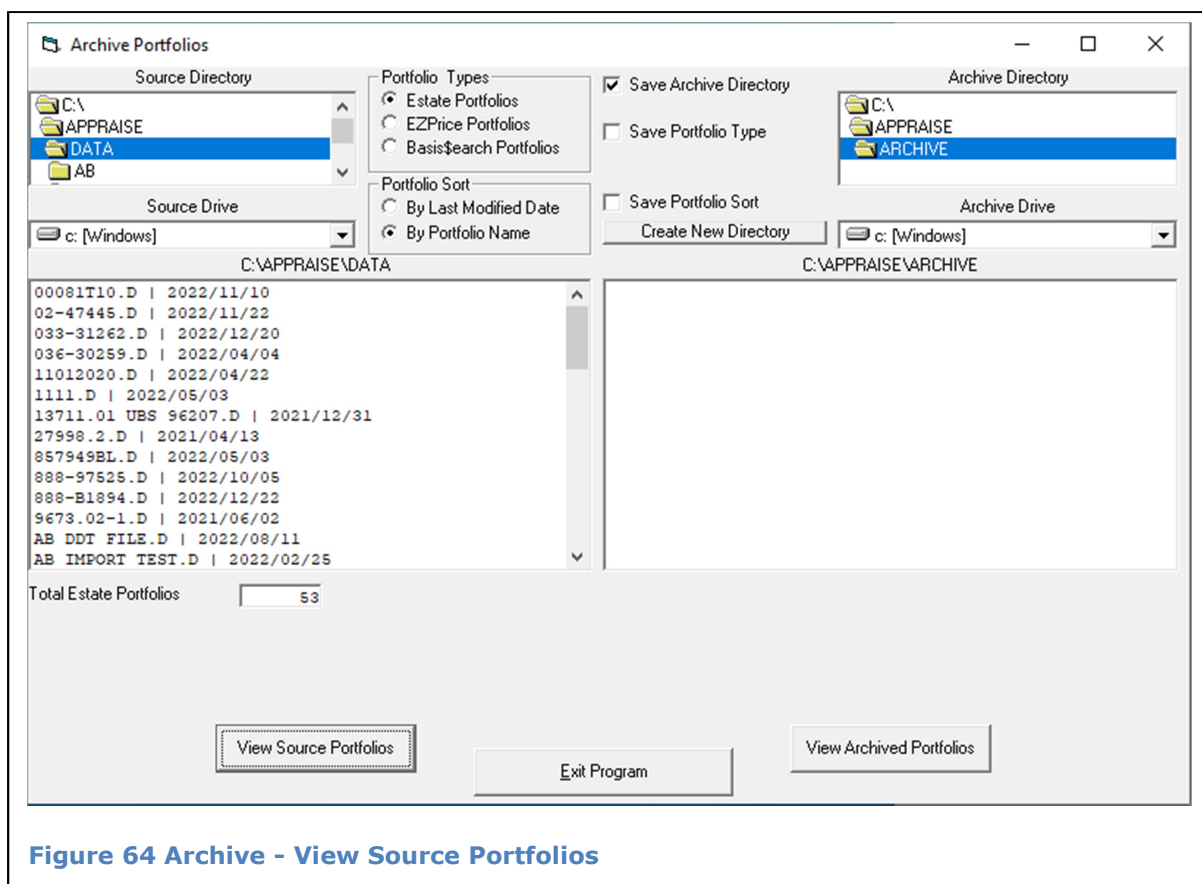 Archive Portfolios
Source Directory
C:\
APPRAISE
DATA
AB
Source Drive
c: [Windows]
Portfolio Types
Estate Portfolios
EZPrice Portfolios
Basis$earch Portfolios
Portfolio Sort
By Last Modified Date
By Portfolio Name
Save Archive Directory
Save Portfolio Type
Save Portfolio Sort
Create New Directory
Archive Directory
C:\
APPRAISE
ARCHIVE
Archive Drive
c: [Windows]
C:\APPRAISE\DATA
00081T10.D | 2022/11/10
02-47445.D | 2022/11/22
033-31262.D | 2022/12/20
036-30259.D | 2022/04/04
11012020.D | 2022/04/22
1111.D | 2022/05/03
13711.01 UBS 96207.D | 2021/12/31
27998.2.D | 2021/04/13
857949BL.D | 2022/05/03
888-97525.D | 2022/10/05
888-B1894.D | 2022/12/22
9673.02-1.D | 2021/06/02
AB DDT FILE.D | 2022/08/11
AB IMPORT TEST.D | 2022/02/25
C:\APPRAISE\ARCHIVE
Total Estate Portfolios 53
View Source Portfolios
Exit Program
View Archived Portfolios
Figure 64 Archive - View Source Portfolios